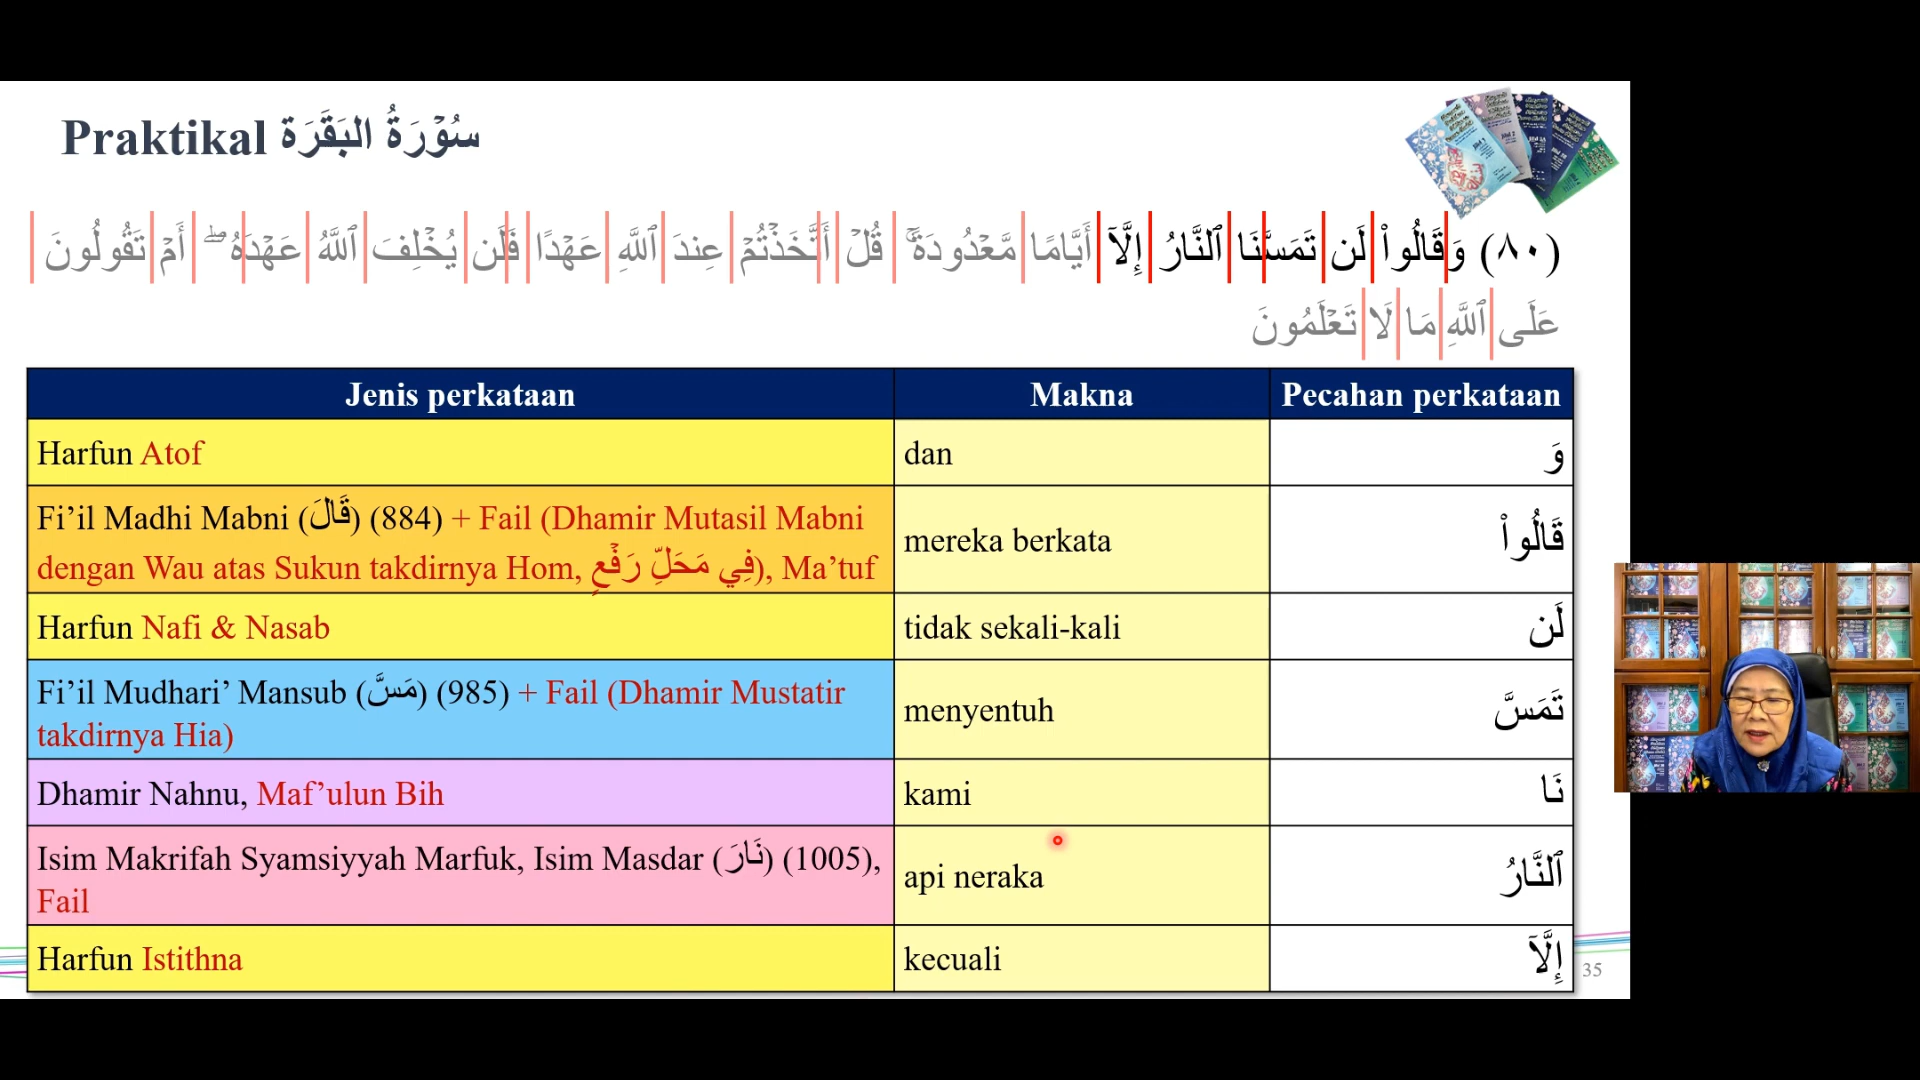 Praktikal سُوْرَةُ البَقَرَة
(٨٠) وَقَالُوا۟ لَن تَمَسَّنَا ٱلنَّارُ إِلَّآ أَيَّامًا مَّعْدُودَةً ۚ قُلْ أَتَّخَذْتُمْ عِندَ ٱللَّهِ عَهْدًا فَلَن يُخْلِفَ ٱللَّهُ عَهْدَهُ ۖ أَمْ تَقُولُونَ
عَلَى ٱللَّهِ مَا لَا تَعْلَمُونَ
Jenis perkataan Makna Pecahan perkataan
Harfun Atof dan وَ
Fi’il Madhi Mabni (قَالَ) (884) + Fail (Dhamir Mutasil Mabni
dengan Wau atas Sukun takdirnya Hom, فِي مَحَلِّ رَفْعٍ), Ma’tuf mereka berkata قَالُوا۟
Harfun Nafi & Nasab tidak sekali-kali لَن
Fi’il Mudhari’ Mansub (مَسَّ) (985) + Fail (Dhamir Mustatir
takdirnya Hia) menyentuh تَمَسَّ
Dhamir Nahnu, Maf’ulun Bih kami نَا
Isim Makrifah Syamsiyyah Marfuk, Isim Masdar (نَارَ) (1005),
Fail api neraka ٱلنَّارُ
Harfun Istithna kecuali إِلَّآ
35